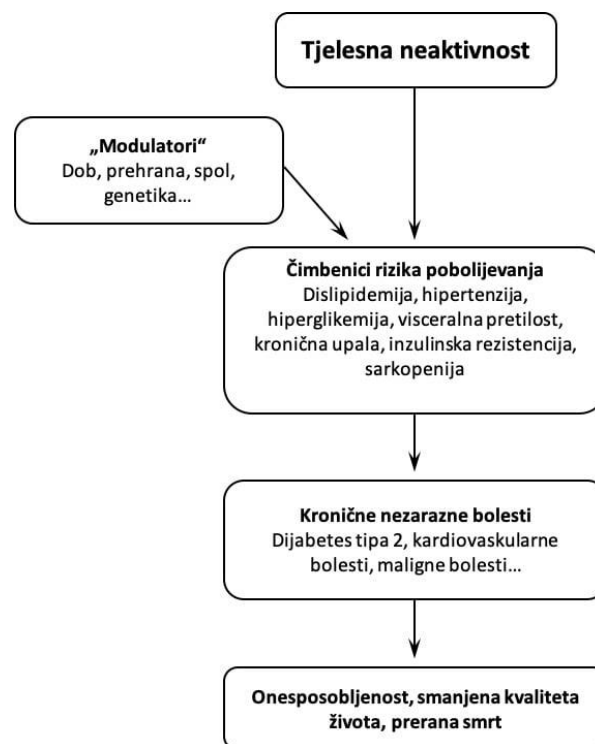 Tjelesna neaktivnost
„Modulatori“
Dob, prehrana, spol,
genetika...
Čimbenici rizika pobolijevanja
Dislipidemija, hipertenzija,
hiperglikemija, visceralna pretilost,
kronična upala, inzulinska rezistencija,
sarkopenija
Kronične nezarazne bolesti
Dijabetes tipa 2, kardiovaskularne
bolesti, maligne bolesti...
Onesposobljenost, smanjena kvaliteta
života, prerana smrt